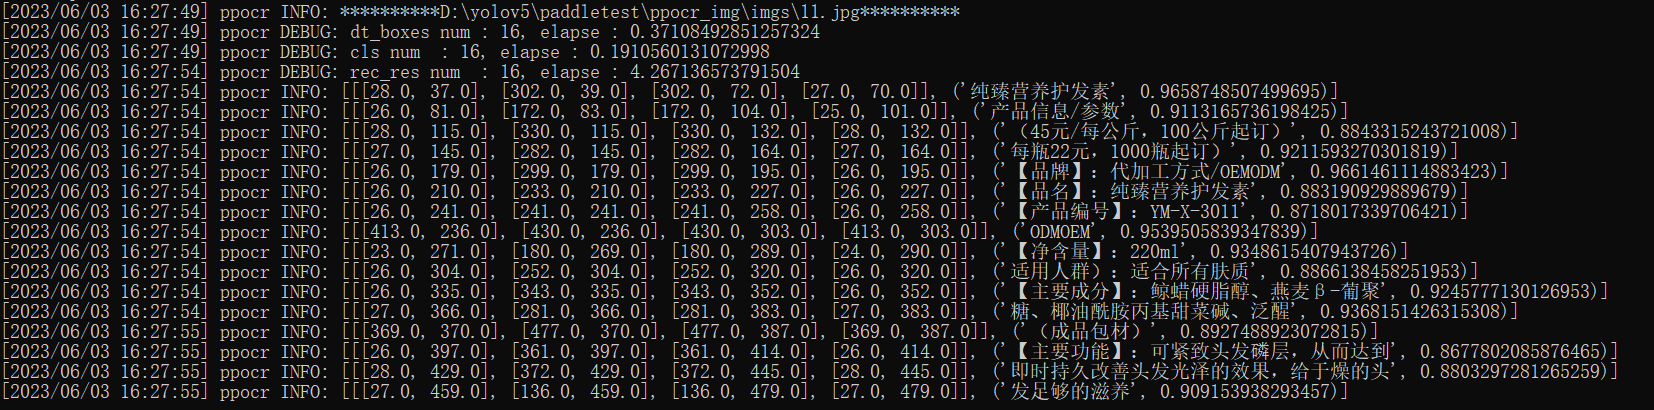 [2023/06/03 16:27:49] ppocr INFO: **********D:\yolov5\paddletest\ppocr_img\imgs\11.jpg**********
[2023/06/03 16:27:49] ppocr DEBUG: dt_boxes num : 16, elapse : 0.37108492851257324
[2023/06/03 16:27:49] ppocr DEBUG: cls num  : 16, elapse : 0.1910560131072998
[2023/06/03 16:27:54] ppocr DEBUG: rec_res num  : 16, elapse : 4.267136573791504
[2023/06/03 16:27:54] ppocr INFO: [[[28.0, 37.0], [302.0, 39.0], [302.0, 72.0], [27.0, 70.0]], ('纯臻营养护发素', 0.9658748507499695)]
[2023/06/03 16:27:54] ppocr INFO: [[[26.0, 81.0], [172.0, 83.0], [172.0, 104.0], [25.0, 101.0]], ('产品信息/参数', 0.9113165736198425)]
[2023/06/03 16:27:54] ppocr INFO: [[[28.0, 115.0], [330.0, 115.0], [330.0, 132.0], [28.0, 132.0]], ('（45元/每公斤，100公斤起订）', 0.8843315243721008)]
[2023/06/03 16:27:54] ppocr INFO: [[[27.0, 145.0], [282.0, 145.0], [282.0, 164.0], [27.0, 164.0]], ('每瓶22元，1000瓶起订）', 0.9211593270301819)]
[2023/06/03 16:27:54] ppocr INFO: [[[26.0, 179.0], [299.0, 179.0], [299.0, 195.0], [26.0, 195.0]], ('【品牌】：代加工方式/OEMODM', 0.9661461114883423)]
[2023/06/03 16:27:54] ppocr INFO: [[[26.0, 210.0], [233.0, 210.0], [233.0, 227.0], [26.0, 227.0]], ('【品名】：纯臻营养护发素', 0.883190929889679)]
[2023/06/03 16:27:54] ppocr INFO: [[[26.0, 241.0], [241.0, 241.0], [241.0, 258.0], [26.0, 258.0]], ('【产品编号】：YM-X-3011', 0.8718017339706421)]
[2023/06/03 16:27:54] ppocr INFO: [[[413.0, 236.0], [430.0, 236.0], [430.0, 303.0], [413.0, 303.0]], ('ODMOEM', 0.9539505839347839)]
[2023/06/03 16:27:54] ppocr INFO: [[[23.0, 271.0], [180.0, 269.0], [180.0, 289.0], [24.0, 290.0]], ('【净含量】：220ml', 0.9348615407943726)]
[2023/06/03 16:27:54] ppocr INFO: [[[26.0, 304.0], [252.0, 304.0], [252.0, 320.0], [26.0, 320.0]], ('适用人群）：适合所有肤质', 0.8866138458251953)]
[2023/06/03 16:27:54] ppocr INFO: [[[26.0, 335.0], [343.0, 335.0], [343.0, 352.0], [26.0, 352.0]], ('【主要成分】：鲸蜡硬脂醇、燕麦β-葡聚', 0.9245777130126953)]
[2023/06/03 16:27:54] ppocr INFO: [[[27.0, 366.0], [281.0, 366.0], [281.0, 383.0], [27.0, 383.0]], ('糖、椰油酰胺丙基甜菜碱、泛醒', 0.9368151426315308)]
[2023/06/03 16:27:55] ppocr INFO: [[[369.0, 370.0], [477.0, 370.0], [477.0, 387.0], [369.0, 387.0]], ('（成品包材）', 0.8927488923072815)]
[2023/06/03 16:27:55] ppocr INFO: [[[26.0, 397.0], [361.0, 397.0], [361.0, 414.0], [26.0, 414.0]], ('【主要功能】：可紧致头发磷层，从而达到', 0.8677802085876465)]
[2023/06/03 16:27:55] ppocr INFO: [[[28.0, 429.0], [372.0, 429.0], [372.0, 445.0], [28.0, 445.0]], ('即时持久改善头发光泽的效果，给于燥的头', 0.8803297281265259)]
[2023/06/03 16:27:55] ppocr INFO: [[[27.0, 459.0], [136.0, 459.0], [136.0, 479.0], [27.0, 479.0]], ('发足够的滋养', 0.909153938293457)]